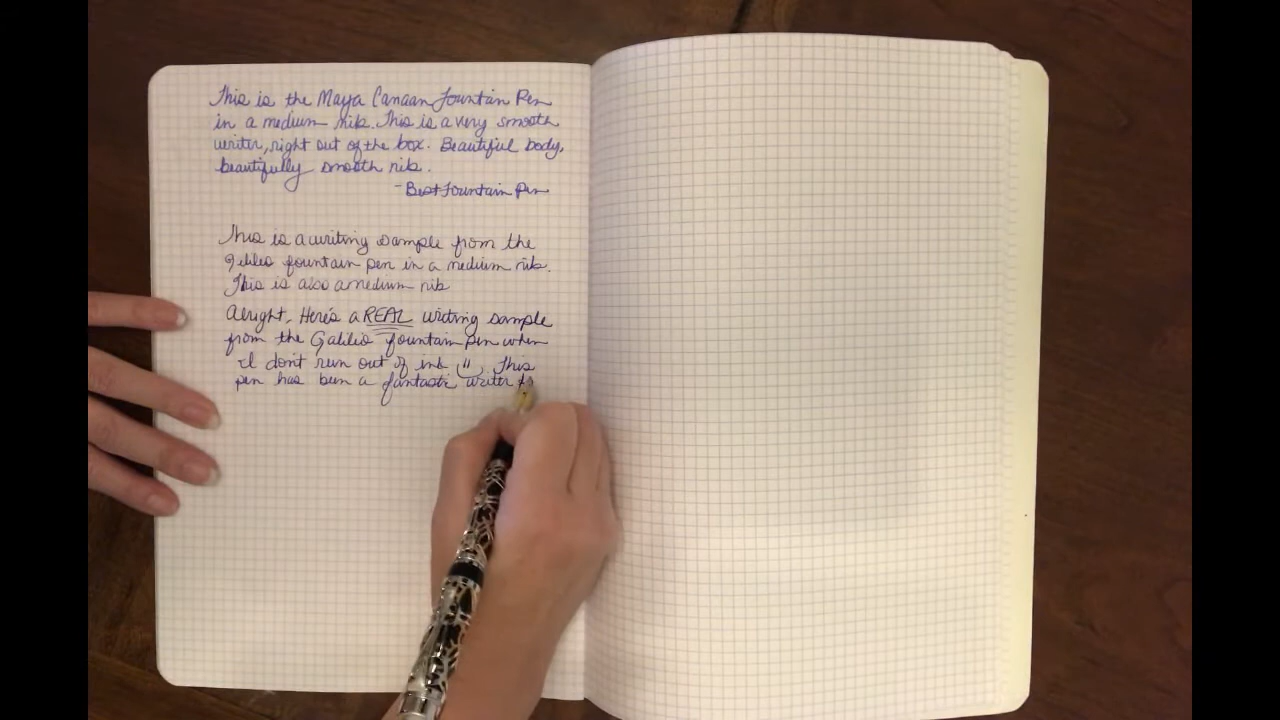 This is the Maya Canaan Fountain Pen
in a medium nib. This is a very smooth
writer, right out of the box. Beautiful body,
beautifully smooth nib.
-Best Fountain Pen
This is a writing sample from the
Galileo fountain pen in a medium nib.
This is also a medium nib
Alright, Here's a REAL writing sample
from the Galileo fountain pen when
I don't run out of ink. This
pen has been a fantastic writer